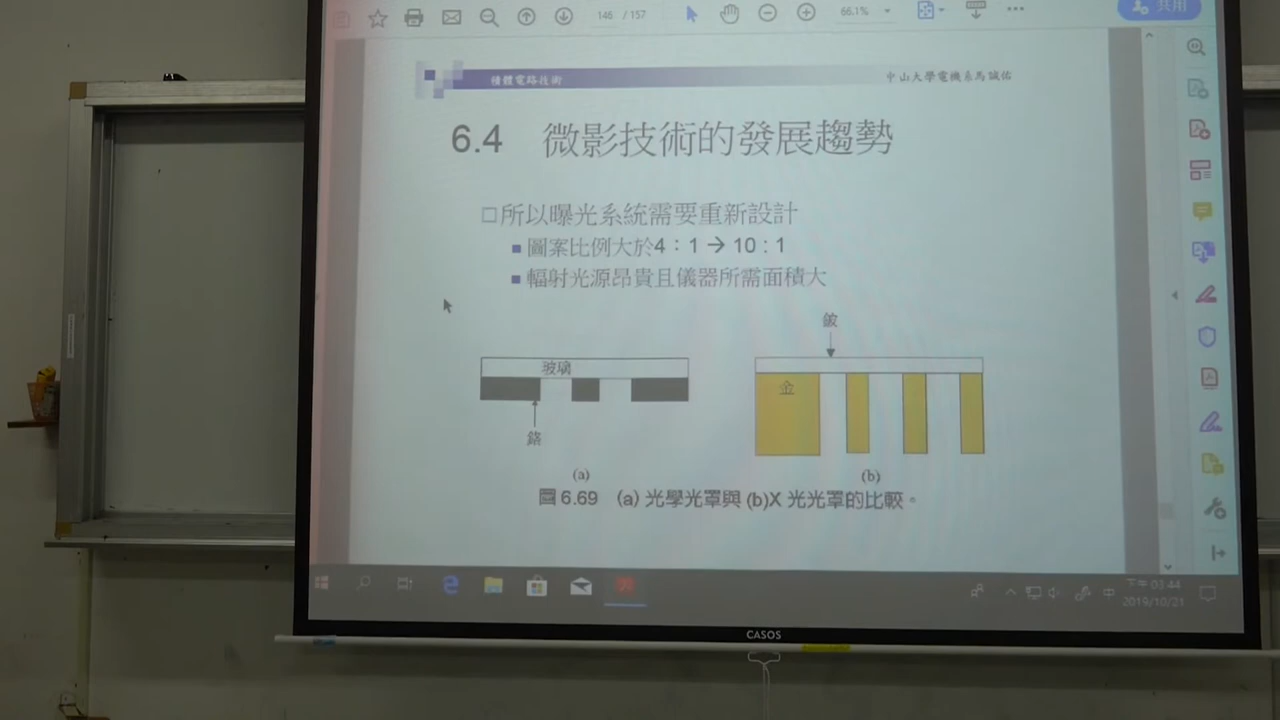 146 / 157
66.1%
共用
積體電路技術
中山大學電機系馬誠佑
6.4 微影技術的發展趨勢
□所以曝光系統需要重新設計
■ 圖案比例大於4：1 → 10：1
■ 輻射光源昂貴且儀器所需面積大
鈹
玻璃
金
鉻
(a)
(b)
圖 6.69 (a) 光學光罩與 (b)X 光光罩的比較。
中
下午 03:44
2019/10/21
CASOS